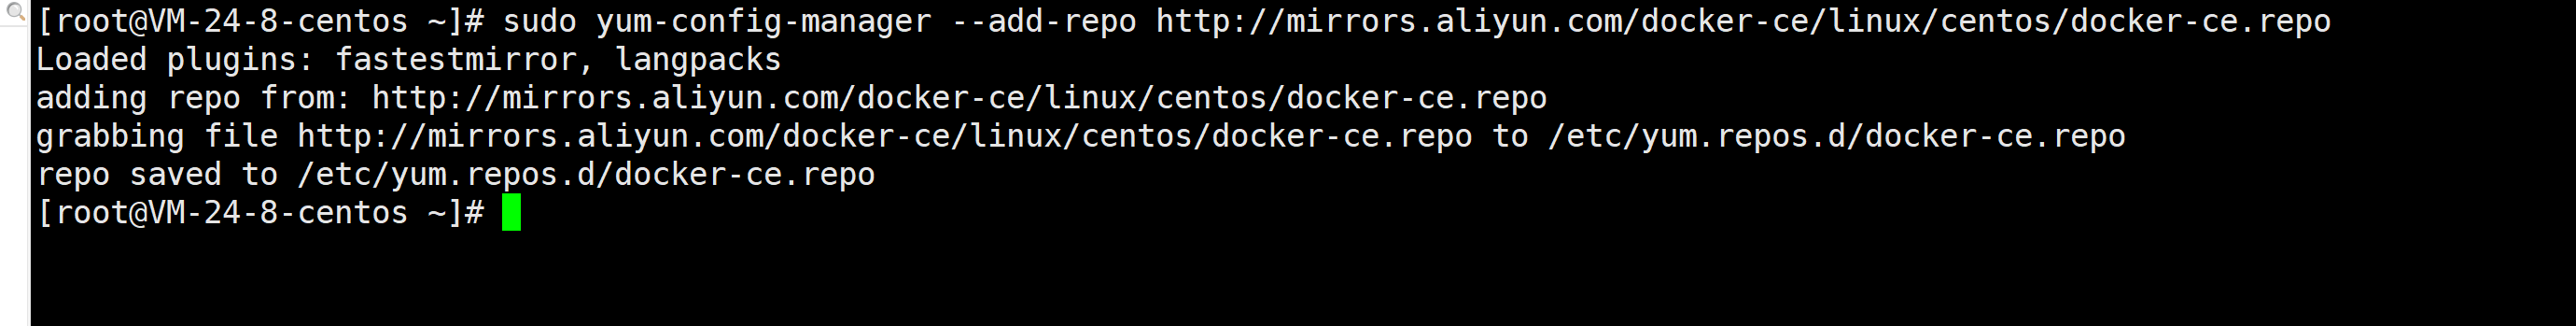 [root@VM-24-8-centos ~]# sudo yum-config-manager --add-repo http://mirrors.aliyun.com/docker-ce/linux/centos/docker-ce.repo
Loaded plugins: fastestmirror, langpacks
adding repo from: http://mirrors.aliyun.com/docker-ce/linux/centos/docker-ce.repo
grabbing file http://mirrors.aliyun.com/docker-ce/linux/centos/docker-ce.repo to /etc/yum.repos.d/docker-ce.repo
repo saved to /etc/yum.repos.d/docker-ce.repo
[root@VM-24-8-centos ~]#